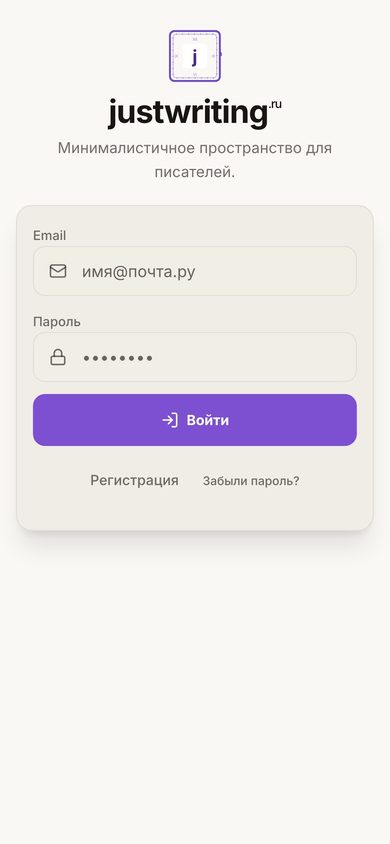 j
justwriting.ru
Минималистичное пространство для
писателей.
Email
имя@почта.ру
Пароль
••••••••
Войти
Регистрация Забыли пароль?